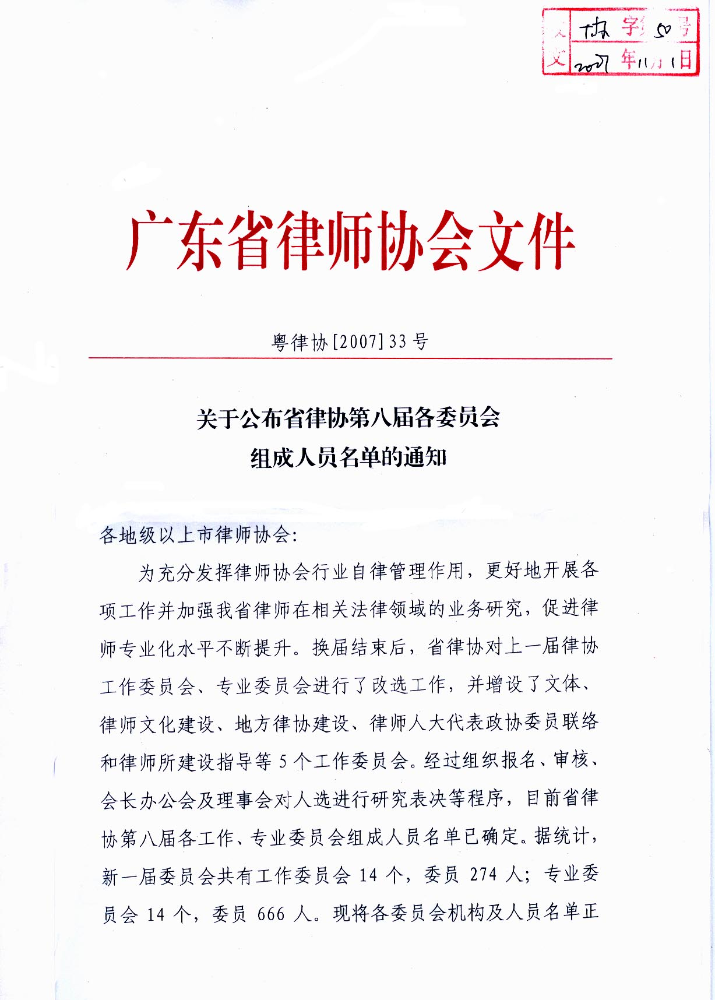 协 字第 50 号
收文
2007 年 11 月 1 日
广东省律师协会文件
粤律协[2007]33 号
关于公布省律协第八届各委员会
组成人员名单的通知
各地级以上市律师协会:
为充分发挥律师协会行业自律管理作用，更好地开展各
项工作并加强我省律师在相关法律领域的业务研究，促进律
师专业化水平不断提升。换届结束后，省律协对上一届律协
工作委员会、专业委员会进行了改选工作，并增设了文体、
律师文化建设、地方律协建设、律师人大代表政协委员联络
和律师所建设指导等 5 个工作委员会。经过组织报名、审核、
会长办公会及理事会对人选进行研究表决等程序，目前省律
协第八届各工作、专业委员会组成人员名单已确定。据统计，
新一届委员会共有工作委员会 14 个，委员 274 人；专业委
员会 14 个，委员 666 人。现将各委员会机构及人员名单正